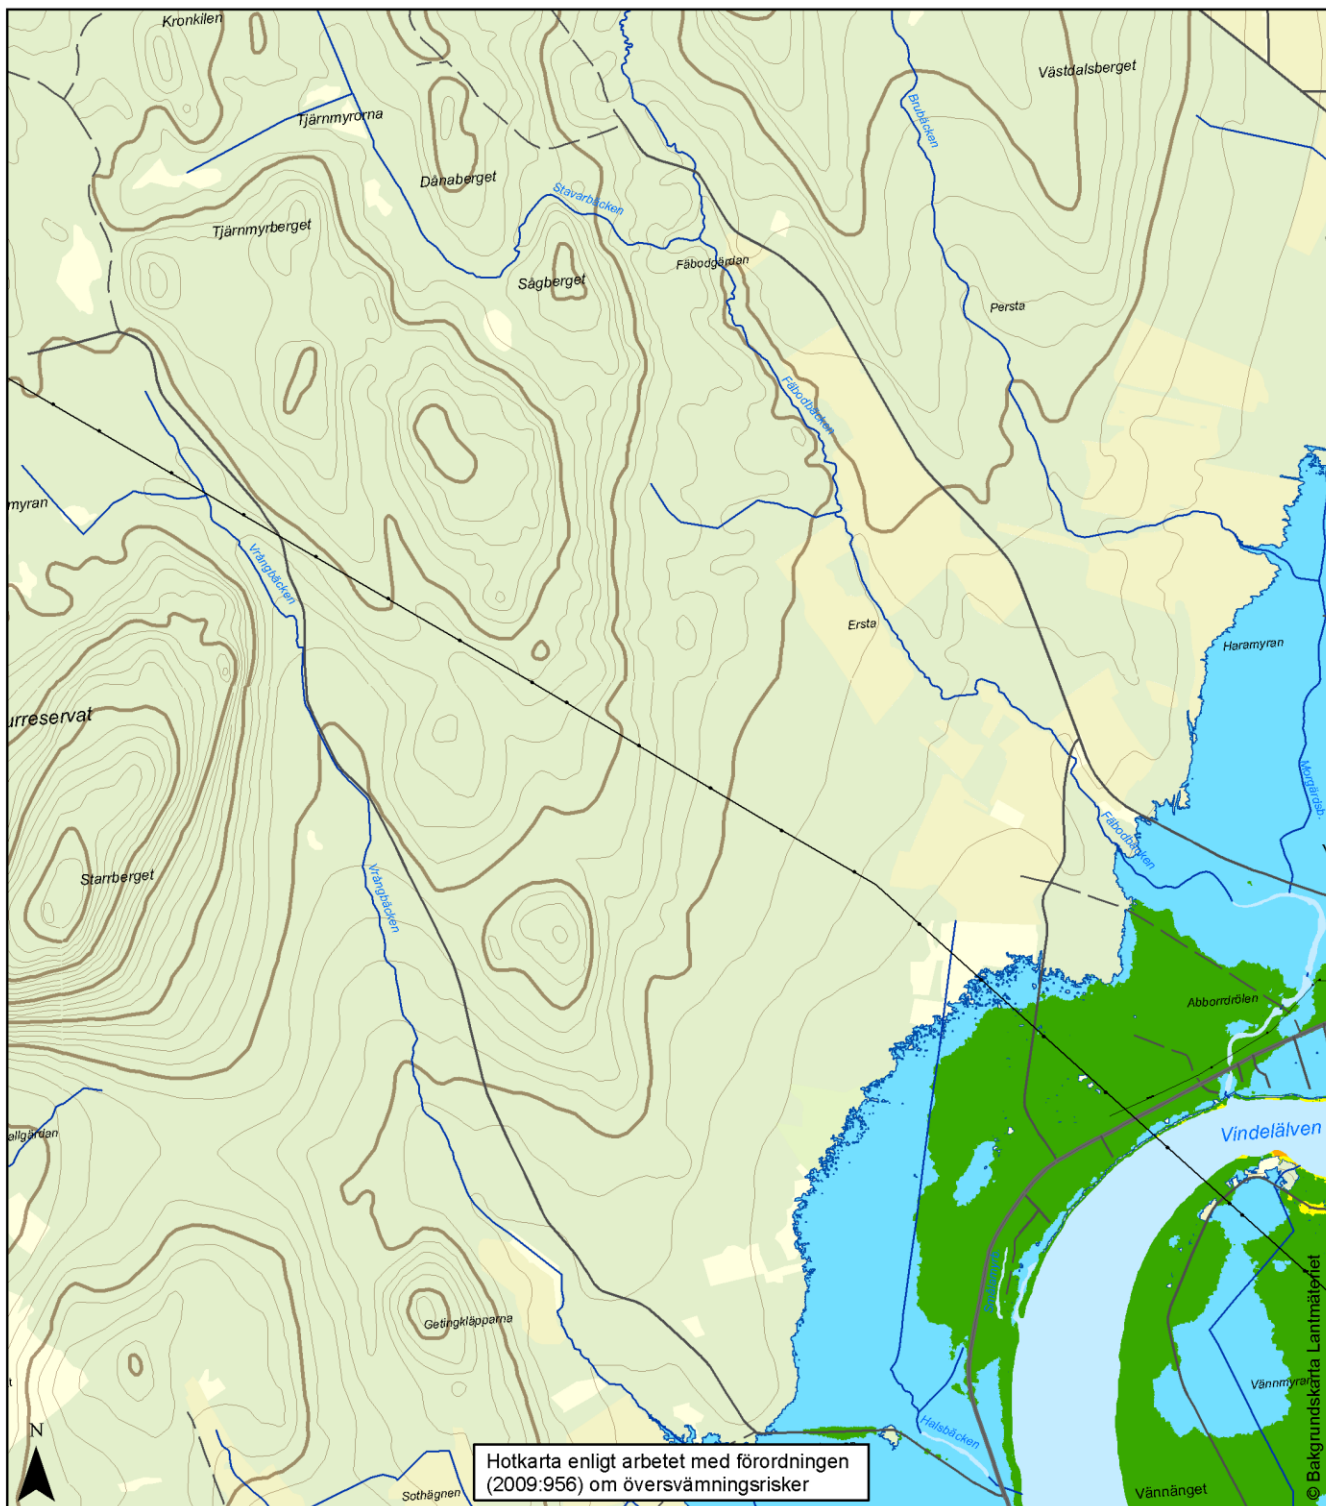 Kronkilen
Västdalsberget
Tjärnmyrorna
Brubäcken
Dånaberget
Stavarbäcken
Tjärnmyrberget
Fäbodgärdan
Sågberget
Persta
Fäbodbäcken
myran
Vrångbäcken
Ersta
Haramyran
urreservat
Morgårdsb.
Fäbodbäcken
Starrberget
Vrångbäcken
Abborrdrölen
Vindelälven
allgärdan
Getingkläpparna
Vännmyran
Halsbäcken
N
Hotkarta enligt arbetet med förordningen
(2009:956) om översvämningsrisker
Sothägnen
Vännänget
© Bakgrundskarta Lantmäteriet